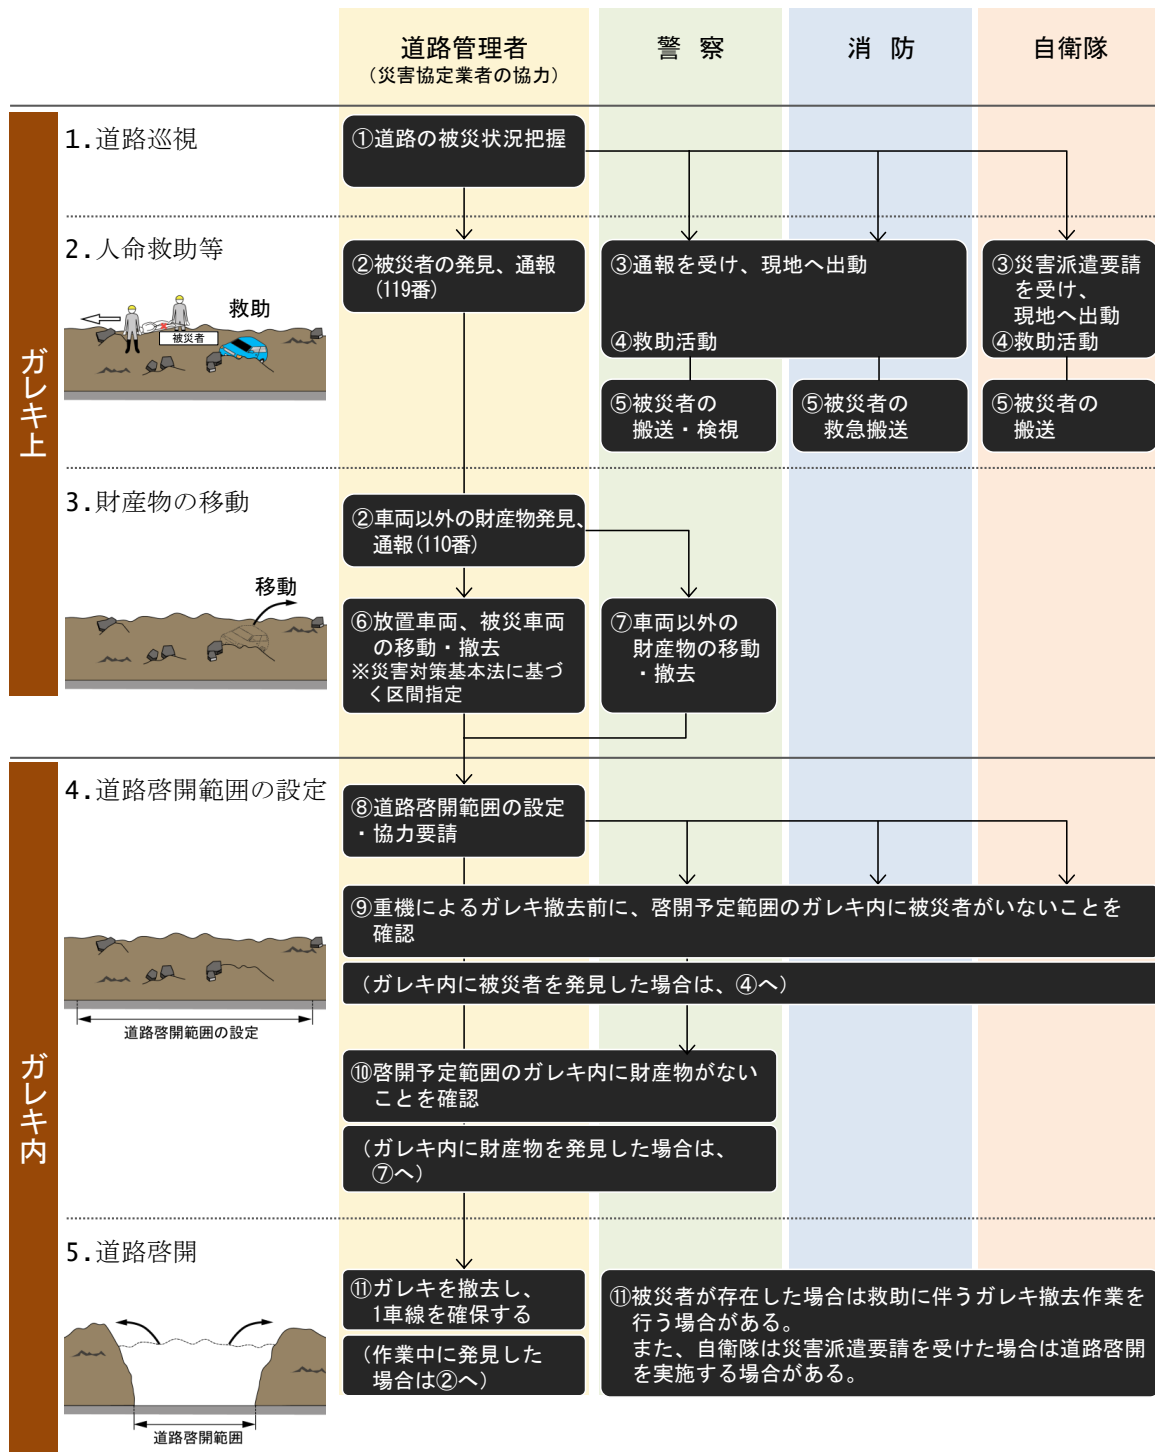 道路管理者
（災害協定業者の協力）
警 察
消 防
自衛隊
ガレキ上
1.道路巡視
①道路の被災状況把握
2.人命救助等
救助
被災者
②被災者の発見、通報
(119番)
③通報を受け、現地へ出動
④救助活動
③災害派遣要請
を受け、
現地へ出動
④救助活動
⑤被災者の
搬送・検視
⑤被災者の
救急搬送
⑤被災者の
搬送
3.財産物の移動
移動
②車両以外の財産物発見、
通報(110番)
⑥放置車両、被災車両
の移動・撤去
※災害対策基本法に基づ
く区間指定
⑦車両以外の
財産物の移動
・撤去
ガレキ内
4.道路啓開範囲の設定
道路啓開範囲の設定
⑧道路啓開範囲の設定
・協力要請
⑨重機によるガレキ撤去前に、啓開予定範囲のガレキ内に被災者がいないことを
確認
(ガレキ内に被災者を発見した場合は、④へ)
⑩啓開予定範囲のガレキ内に財産物がない
ことを確認
(ガレキ内に財産物を発見した場合は、
⑦へ)
5.道路啓開
道路啓開範囲
⑪ガレキを撤去し、
1車線を確保する
(作業中に発見した
場合は②へ)
⑪被災者が存在した場合は救助に伴うガレキ撤去作業を
行う場合がある。
また、自衛隊は災害派遣要請を受けた場合は道路啓開
を実施する場合がある。